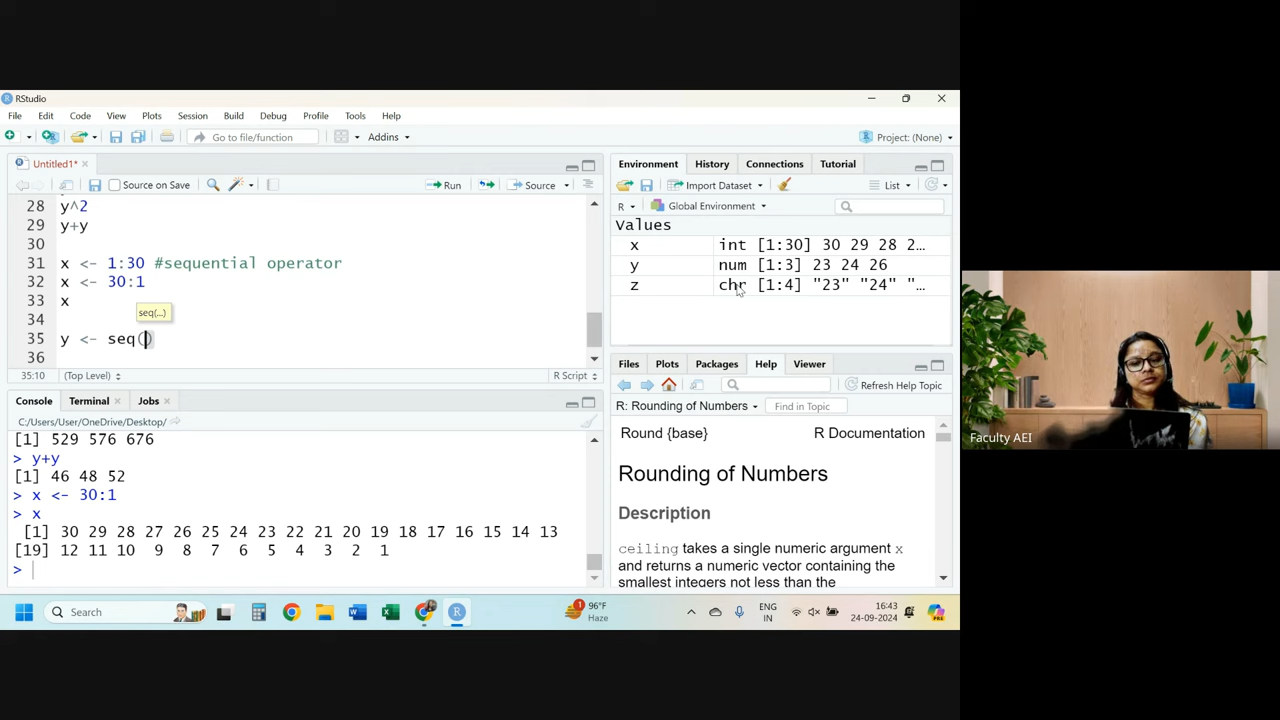 RStudio
File Edit Code View Plots Session Build Debug Profile Tools Help
Go to file/function Addins Project: (None)
Untitled1*
Source on Save Run Source
28 y^2
29 y+y
30
31 x <- 1:30 #sequential operator
32 x <- 30:1
33 x
seq(...)
34
35 y <- seq()
36
35:10 (Top Level) R Script
Console Terminal Jobs
C:/Users/User/OneDrive/Desktop/
[1] 529 576 676
> y+y
[1] 46 48 52
> x <- 30:1
> x
[1] 30 29 28 27 26 25 24 23 22 21 20 19 18 17 16 15 14 13
[19] 12 11 10 9 8 7 6 5 4 3 2 1
>
Environment History Connections Tutorial
Import Dataset List
R Global Environment
Values
x int [1:30] 30 29 28 2...
y num [1:3] 23 24 26
z chr [1:4] "23" "24" "...
Files Plots Packages Help Viewer
Refresh Help Topic
R: Rounding of Numbers Find in Topic
Round {base} R Documentation
Rounding of Numbers
Description
ceiling takes a single numeric argument x
and returns a numeric vector containing the
smallest integers not less than the
Faculty AEI
Search
96°F
Haze
ENG
IN
16:43
24-09-2024